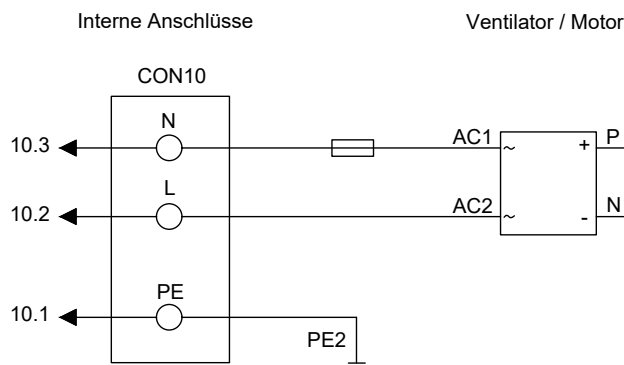 Interne Anschlüsse Ventilator / Motor
CON10
N
10.3 AC1 ~ + P
L
10.2 AC2 ~ - N
PE
10.1
PE2